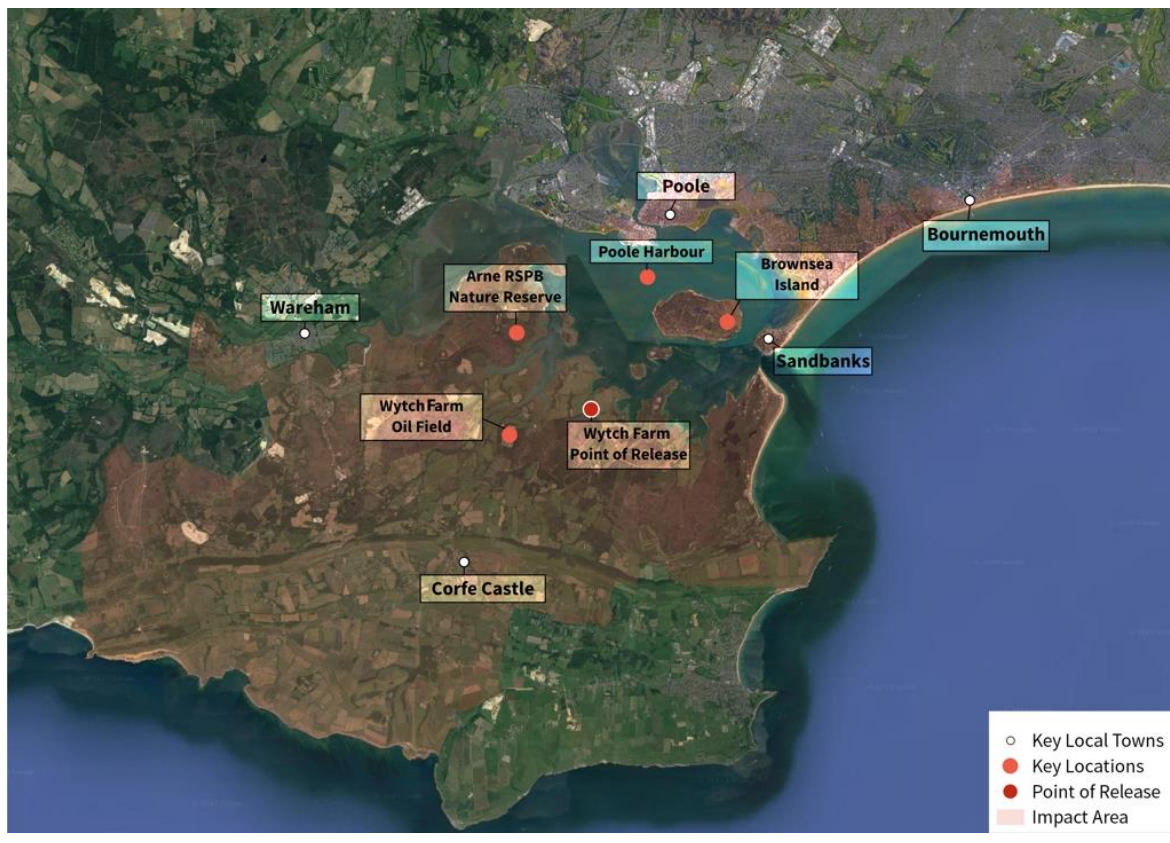 Poole
Bournemouth
Poole Harbour
Brownsea
Island
Arne RSPB
Nature Reserve
Wareham
Sandbanks
Wytch Farm
Oil Field
Wytch Farm
Point of Release
Corfe Castle
Key Local Towns
Key Locations
Point of Release
Impact Area